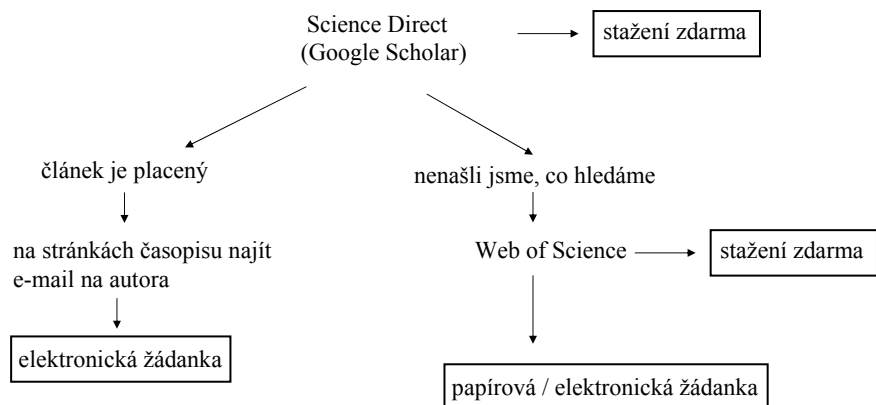 Science Direct
(Google Scholar)
stažení zdarma
článek je placený
nenašli jsme, co hledáme
na stránkách časopisu najít
e-mail na autora
Web of Science
stažení zdarma
elektronická žádanka
papírová / elektronická žádanka